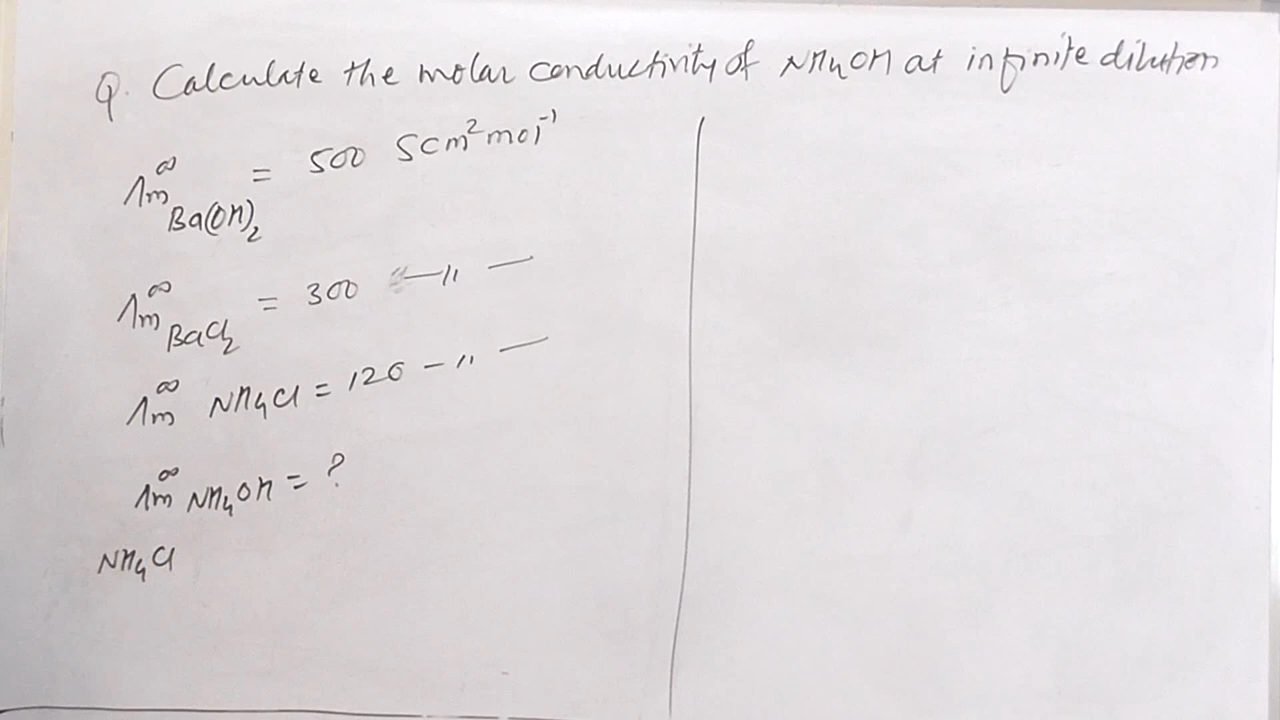 Q. Calculate the molar conductivity of NH4OH at infinite dilution
Λm∞ Ba(OH)2 = 500 Scm²mol⁻¹
Λm∞ BaCl2 = 300 —〃—
Λm∞ NH4Cl = 120 —〃—
Λm∞ NH4OH = ?
NH4Cl